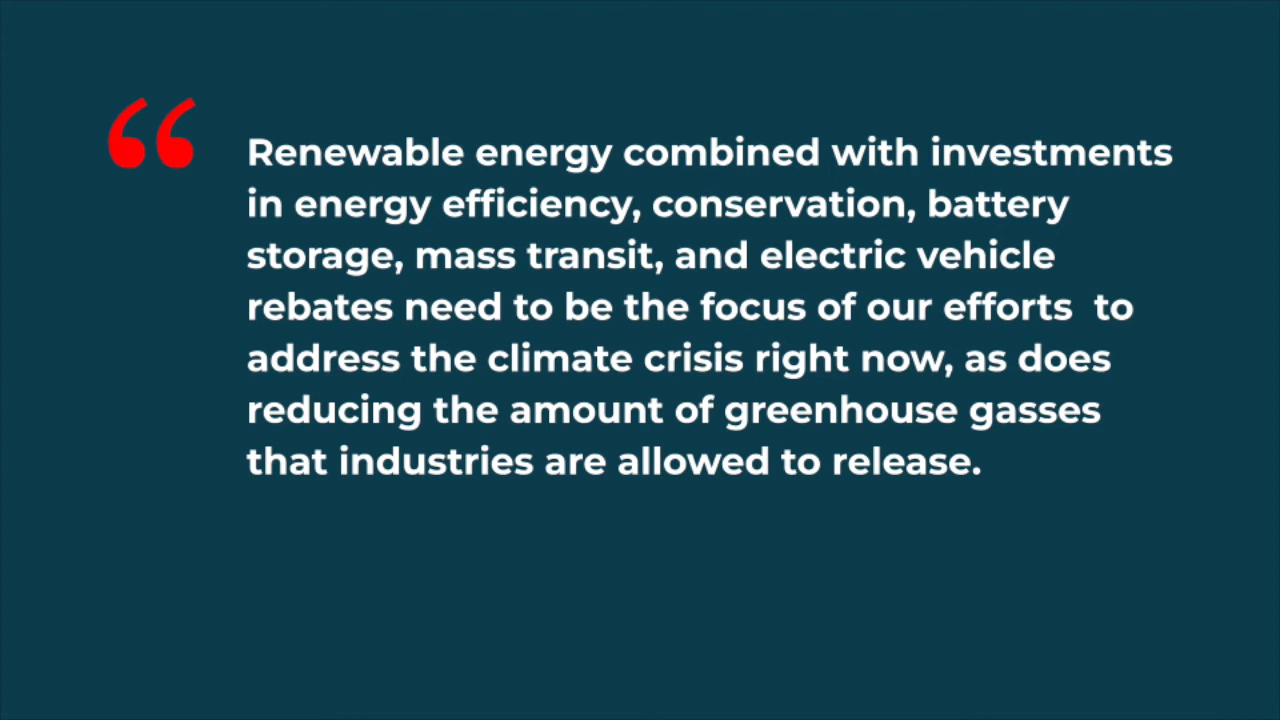 “
Renewable energy combined with investments
in energy efficiency, conservation, battery
storage, mass transit, and electric vehicle
rebates need to be the focus of our efforts  to
address the climate crisis right now, as does
reducing the amount of greenhouse gasses
that industries are allowed to release.